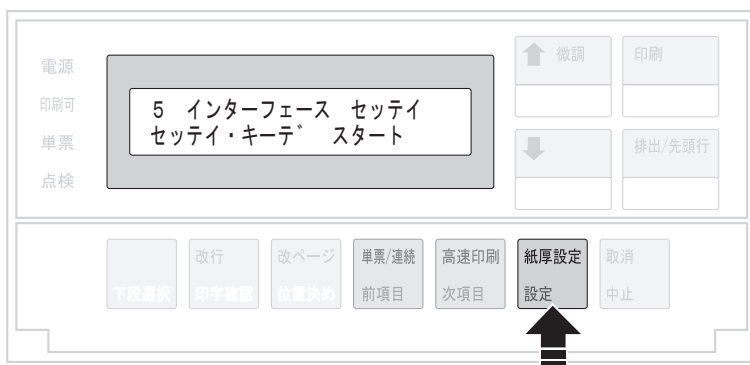 電源
印刷可
単票
点検
5 インターフェース セッテイ
セッテイ・キーデ゛ スタート
微調
印刷
排出/先頭行
下段選択
改行
印字確認
改ページ
位置決め
単票/連続
前項目
高速印刷
次項目
紙厚設定
設定
取消
中止